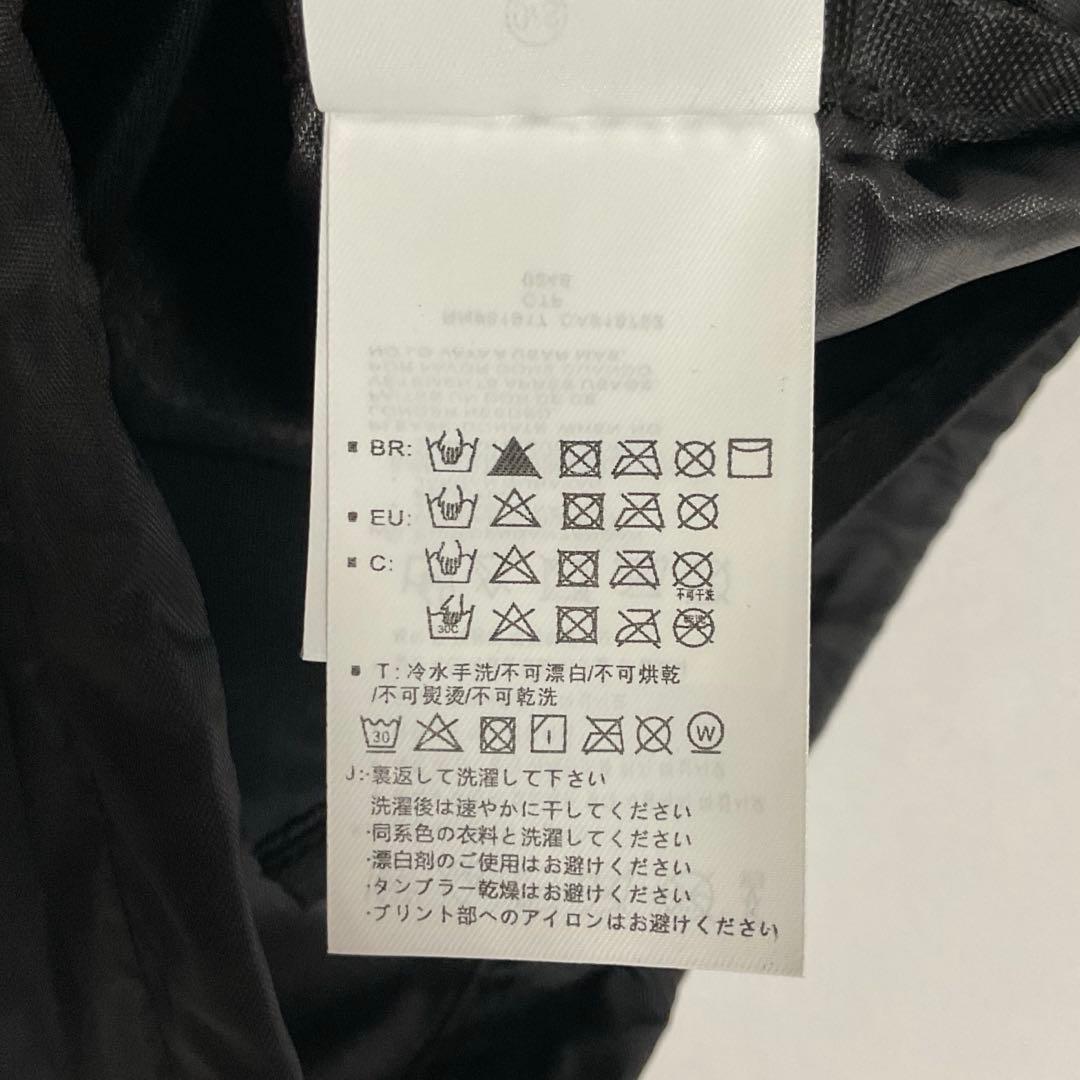 BR:
EU:
C:
不可干洗
30C
T: 冷水手洗/不可漂白/不可烘乾
/不可熨燙/不可乾洗
30
W
J:·裏返して洗濯して下さい
洗濯後は速やかに干してください
·同系色の衣料と洗濯してください
·漂白剤のご使用はお避けください
·タンブラー乾燥はお避けください
·プリント部へのアイロンはお避けください